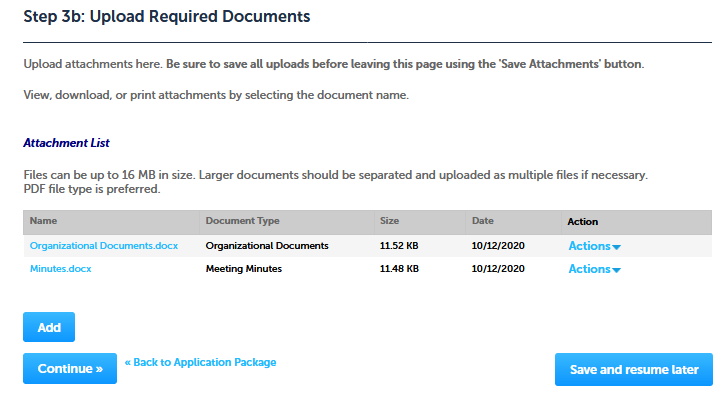 Step 3b: Upload Required Documents
Upload attachments here. Be sure to save all uploads before leaving this page using the 'Save Attachments' button.
View, download, or print attachments by selecting the document name.
Attachment List
Files can be up to 16 MB in size. Larger documents should be separated and uploaded as multiple files if necessary.
PDF file type is preferred.
Name Document Type Size Date Action
Organizational Documents.docx Organizational Documents 11.52 KB 10/12/2020 Actions
Minutes.docx Meeting Minutes 11.48 KB 10/12/2020 Actions
Add
Continue » « Back to Application Package Save and resume later